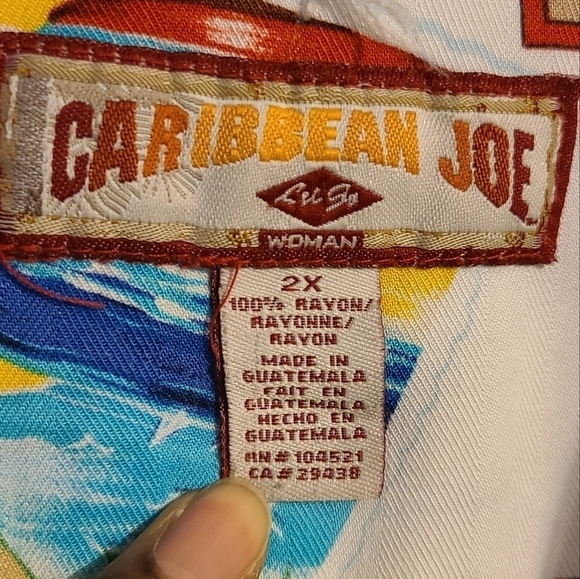 CARIBBEAN JOE
WOMAN
2X
100% RAYON/
RAYONNE/
RAYON
MADE IN
GUATEMALA
FAIT EN
GUATEMALA
HECHO EN
GUATEMALA
RN# 104521
CA# 29438